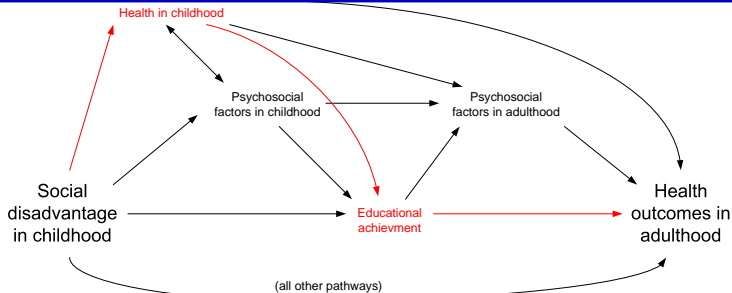 Health in childhood
Psychosocial
factors in childhood
Psychosocial
factors in adulthood
Social
disadvantage
in childhood
Educational
achievment
Health
outcomes in
adulthood
(all other pathways)